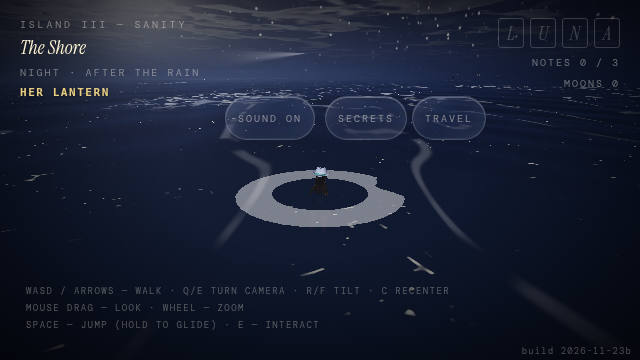 ISLAND III — SANITY
The Shore
NIGHT · AFTER THE RAIN
HER LANTERN
L U N A
NOTES 0 / 3
MOONS 0
SOUND ON
SECRETS
TRAVEL
WASD / ARROWS — WALK · Q/E TURN CAMERA · R/F TILT · C RECENTER
MOUSE DRAG — LOOK · WHEEL — ZOOM
SPACE — JUMP (HOLD TO GLIDE) · E — INTERACT
build 2026-11-23b